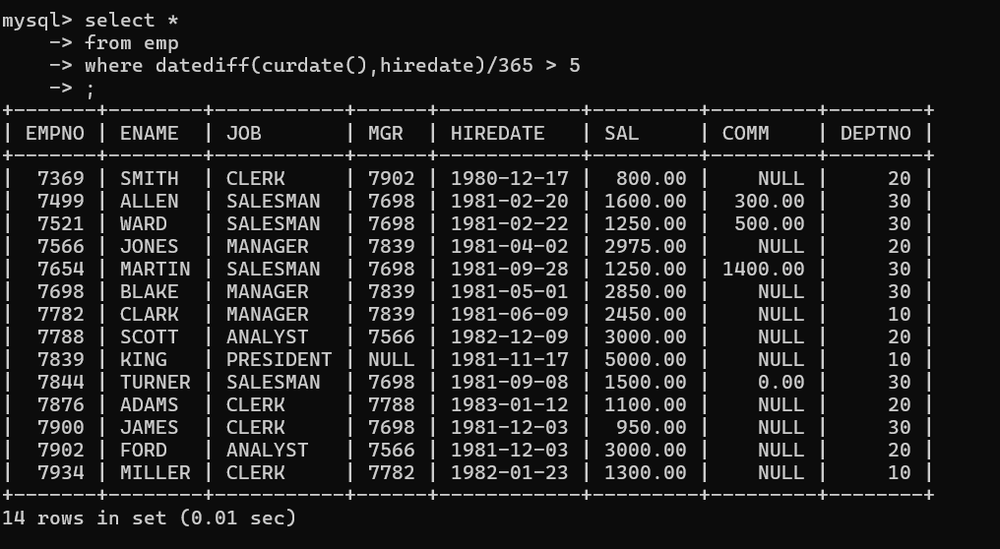 mysql> select *
    -> from emp
    -> where datediff(curdate(),hiredate)/365 > 5
    -> ;
+-------+--------+-----------+------+------------+---------+---------+--------+
| EMPNO | ENAME  | JOB       | MGR  | HIREDATE   | SAL     | COMM    | DEPTNO |
+-------+--------+-----------+------+------------+---------+---------+--------+
|  7369 | SMITH  | CLERK     | 7902 | 1980-12-17 |  800.00 |    NULL |     20 |
|  7499 | ALLEN  | SALESMAN  | 7698 | 1981-02-20 | 1600.00 |  300.00 |     30 |
|  7521 | WARD   | SALESMAN  | 7698 | 1981-02-22 | 1250.00 |  500.00 |     30 |
|  7566 | JONES  | MANAGER   | 7839 | 1981-04-02 | 2975.00 |    NULL |     20 |
|  7654 | MARTIN | SALESMAN  | 7698 | 1981-09-28 | 1250.00 | 1400.00 |     30 |
|  7698 | BLAKE  | MANAGER   | 7839 | 1981-05-01 | 2850.00 |    NULL |     30 |
|  7782 | CLARK  | MANAGER   | 7839 | 1981-06-09 | 2450.00 |    NULL |     10 |
|  7788 | SCOTT  | ANALYST   | 7566 | 1982-12-09 | 3000.00 |    NULL |     20 |
|  7839 | KING   | PRESIDENT | NULL | 1981-11-17 | 5000.00 |    NULL |     10 |
|  7844 | TURNER | SALESMAN  | 7698 | 1981-09-08 | 1500.00 |    0.00 |     30 |
|  7876 | ADAMS  | CLERK     | 7788 | 1983-01-12 | 1100.00 |    NULL |     20 |
|  7900 | JAMES  | CLERK     | 7698 | 1981-12-03 |  950.00 |    NULL |     30 |
|  7902 | FORD   | ANALYST   | 7566 | 1981-12-03 | 3000.00 |    NULL |     20 |
|  7934 | MILLER | CLERK     | 7782 | 1982-01-23 | 1300.00 |    NULL |     10 |
+-------+--------+-----------+------+------------+---------+---------+--------+
14 rows in set (0.01 sec)